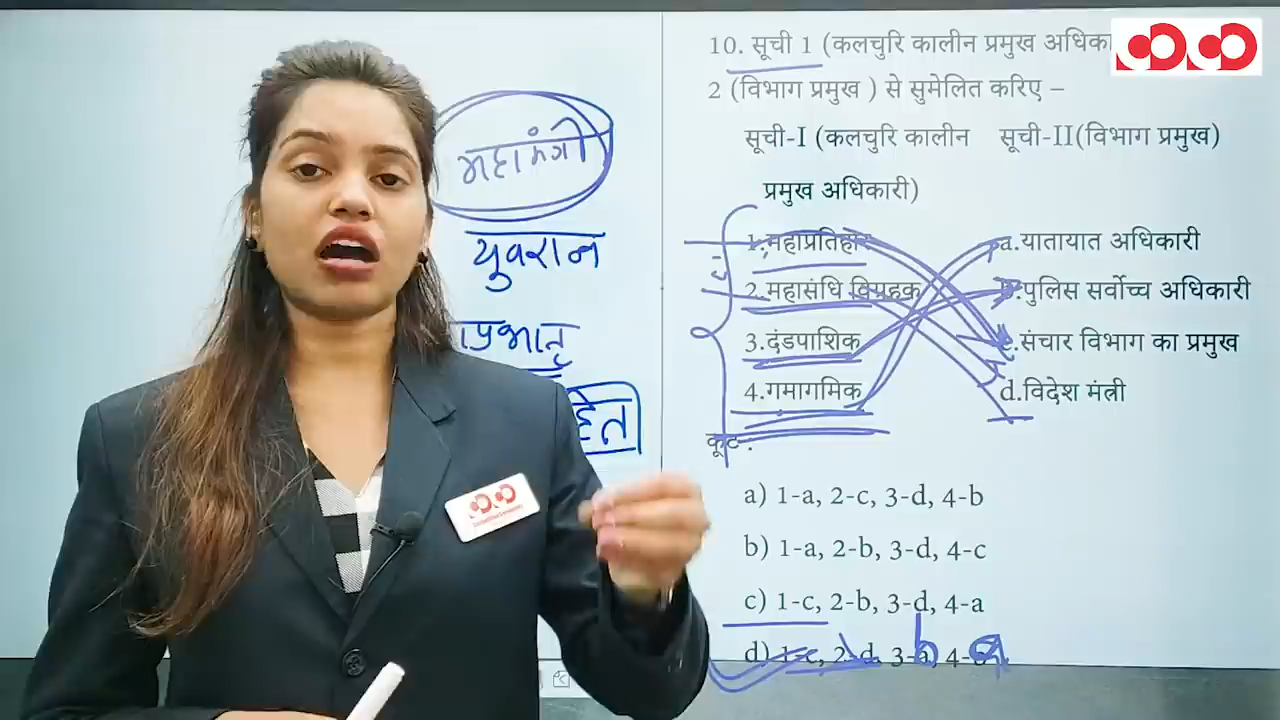 10. सूची 1 (कलचुरि कालीन प्रमुख अधिका
2 (विभाग प्रमुख ) से सुमेलित करिए –
सूची-I (कलचुरि कालीन सूची-II(विभाग प्रमुख)
प्रमुख अधिकारी)
1.महाप्रतिहार a.यातायात अधिकारी
2.महासंधि विग्रहक b.पुलिस सर्वोच्च अधिकारी
3.दंडपाशिक c.संचार विभाग का प्रमुख
4.गमागमिक d.विदेश मंत्री
कूट:
a) 1-a, 2-c, 3-d, 4-b
b) 1-a, 2-b, 3-d, 4-c
c) 1-c, 2-b, 3-d, 4-a
d) 1-c, 2-d, 3- b, 4- a
महामंत्री
युवराज
हित